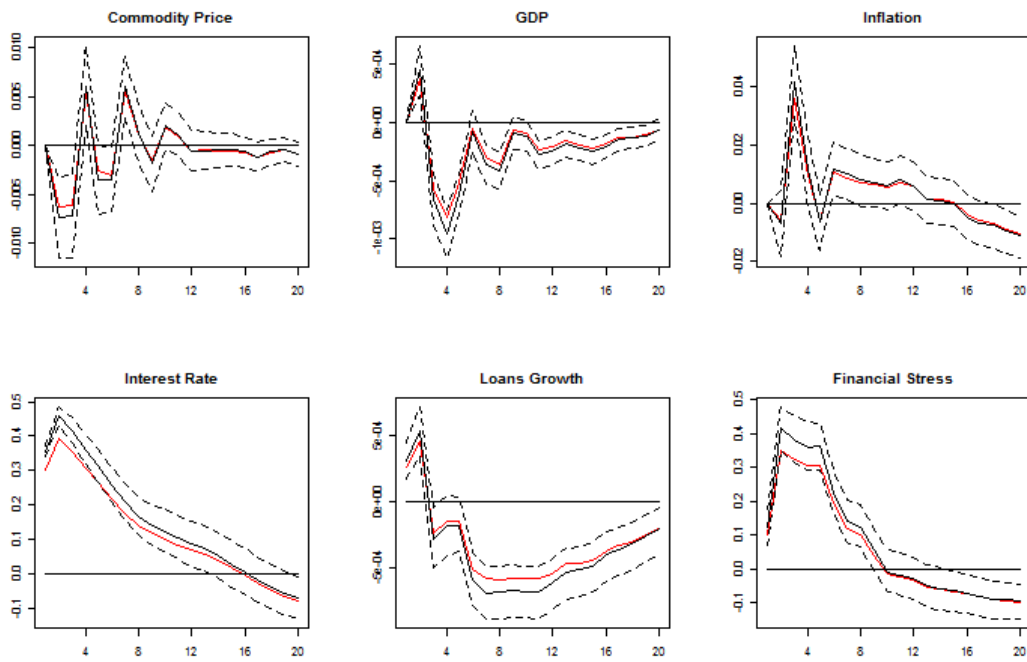 Commodity Price
GDP
Inflation
0.010
0.005
0.000
-0.005
-0.010
5e-04
0e+00
-5e-04
-1e-03
0.04
0.02
0.00
-0.02
4 8 12 16 20
4 8 12 16 20
4 8 12 16 20
Interest Rate
Loans Growth
Financial Stress
0.5
0.4
0.3
0.2
0.1
0.0
-0.1
5e-04
0e+00
-5e-04
0.5
0.4
0.3
0.2
0.1
0.0
-0.1
4 8 12 16 20
4 8 12 16 20
4 8 12 16 20